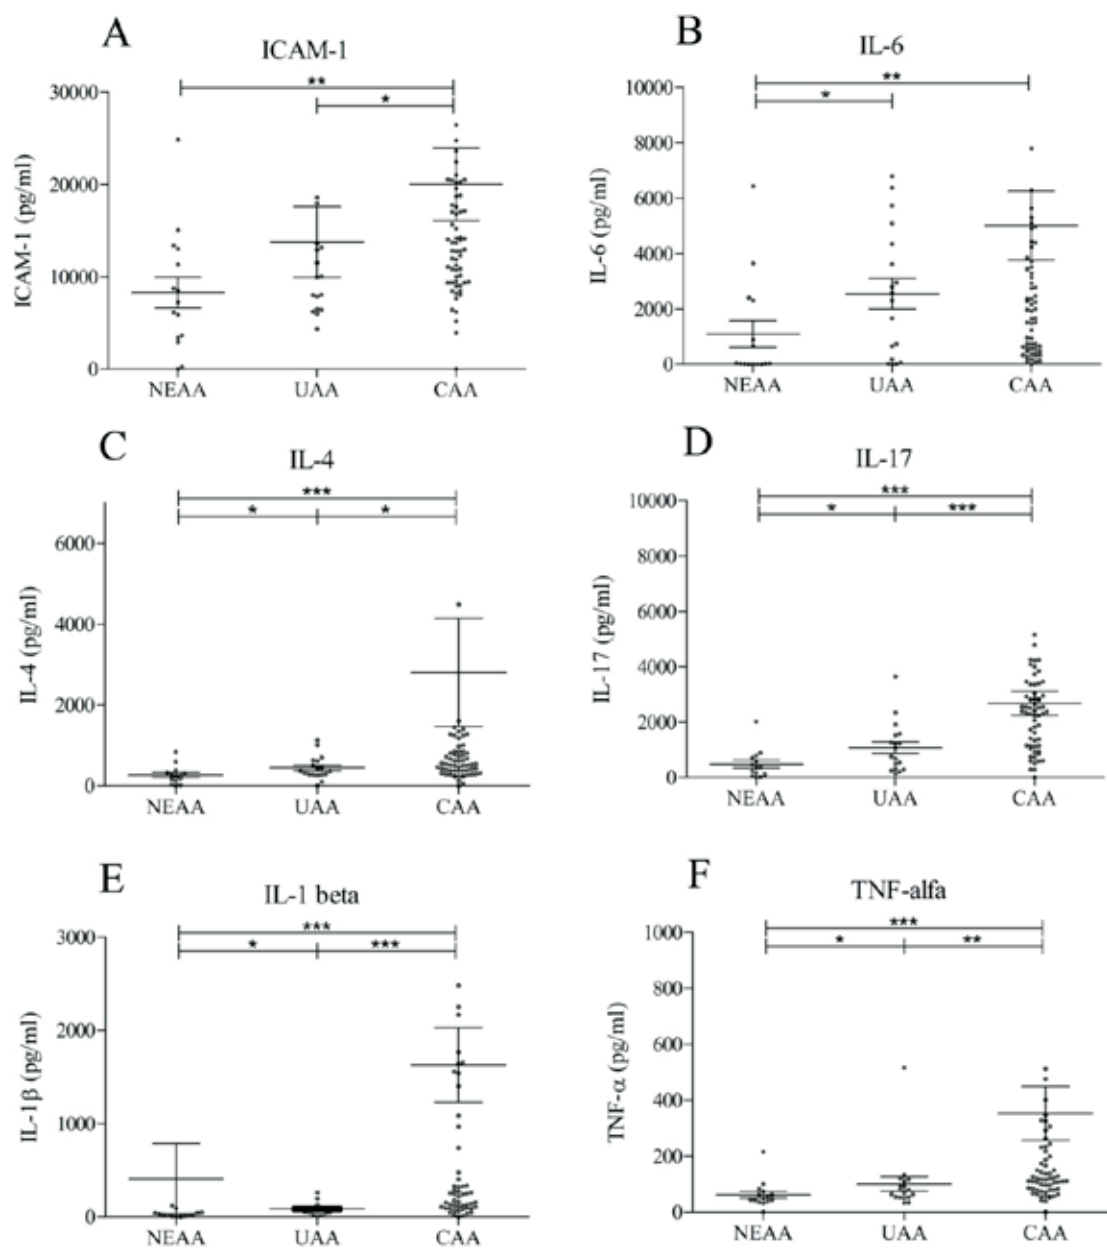 A
ICAM-1
**
*
ICAM-1 (pg/ml)
30000
20000
10000
0
NEAA UAA CAA
B
IL-6
**
*
IL-6 (pg/ml)
10000
8000
6000
4000
2000
0
NEAA UAA CAA
C
IL-4
***
* *
IL-4 (pg/ml)
6000
4000
2000
0
NEAA UAA CAA
D
IL-17
***
* ***
IL-17 (pg/ml)
10000
8000
6000
4000
2000
0
NEAA UAA CAA
E
IL-1 beta
***
* ***
IL-1β (pg/ml)
3000
2000
1000
0
NEAA UAA CAA
F
TNF-alfa
***
* **
TNF-α (pg/ml)
1000
800
600
400
200
0
NEAA UAA CAA